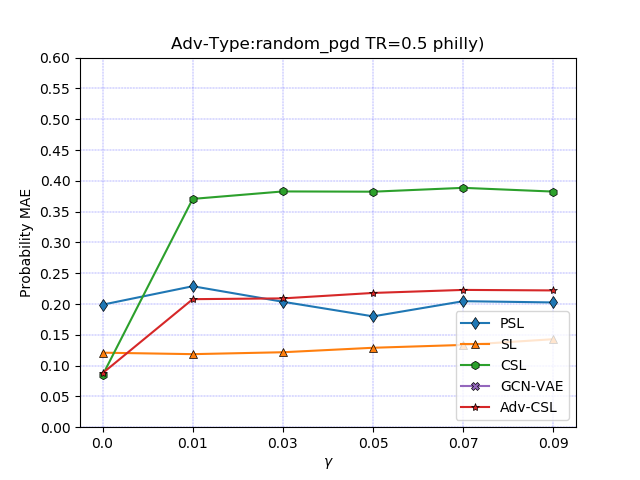 Adv-Type:random_pgd TR=0.5 philly)
Probability MAE
0.60
0.55
0.50
0.45
0.40
0.35
0.30
0.25
0.20
0.15
0.10
0.05
0.00
PSL
SL
CSL
GCN-VAE
Adv-CSL
0.0 0.01 0.03 0.05 0.07 0.09
γ